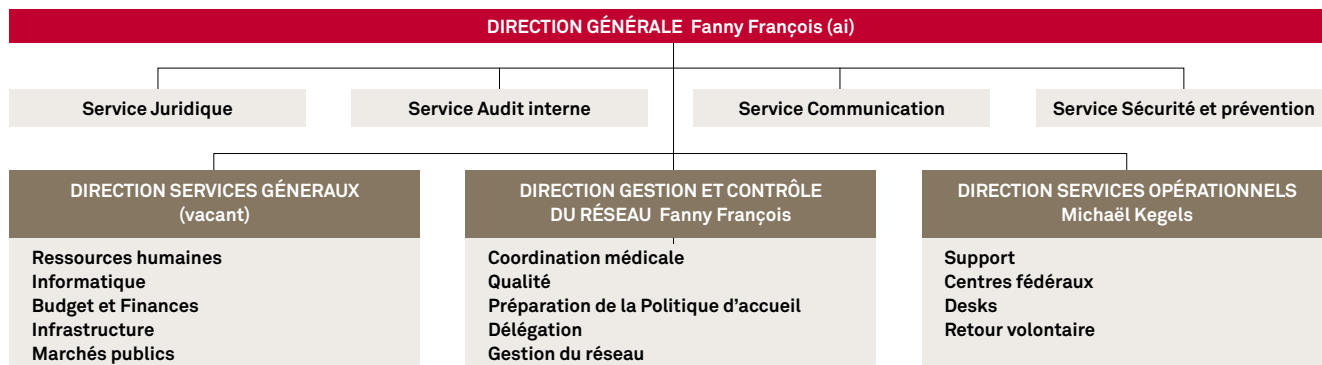 DIRECTION GÉNÉRALE Fanny François (ai)
Service Juridique
Service Audit interne
Service Communication
Service Sécurité et prévention
DIRECTION SERVICES GÉNERAUX
(vacant)
Ressources humaines
Informatique
Budget et Finances
Infrastructure
Marchés publics
DIRECTION GESTION ET CONTRÔLE
DU RÉSEAU Fanny François
Coordination médicale
Qualité
Préparation de la Politique d'accueil
Délégation
Gestion du réseau
DIRECTION SERVICES OPÉRATIONNELS
Michaël Kegels
Support
Centres fédéraux
Desks
Retour volontaire